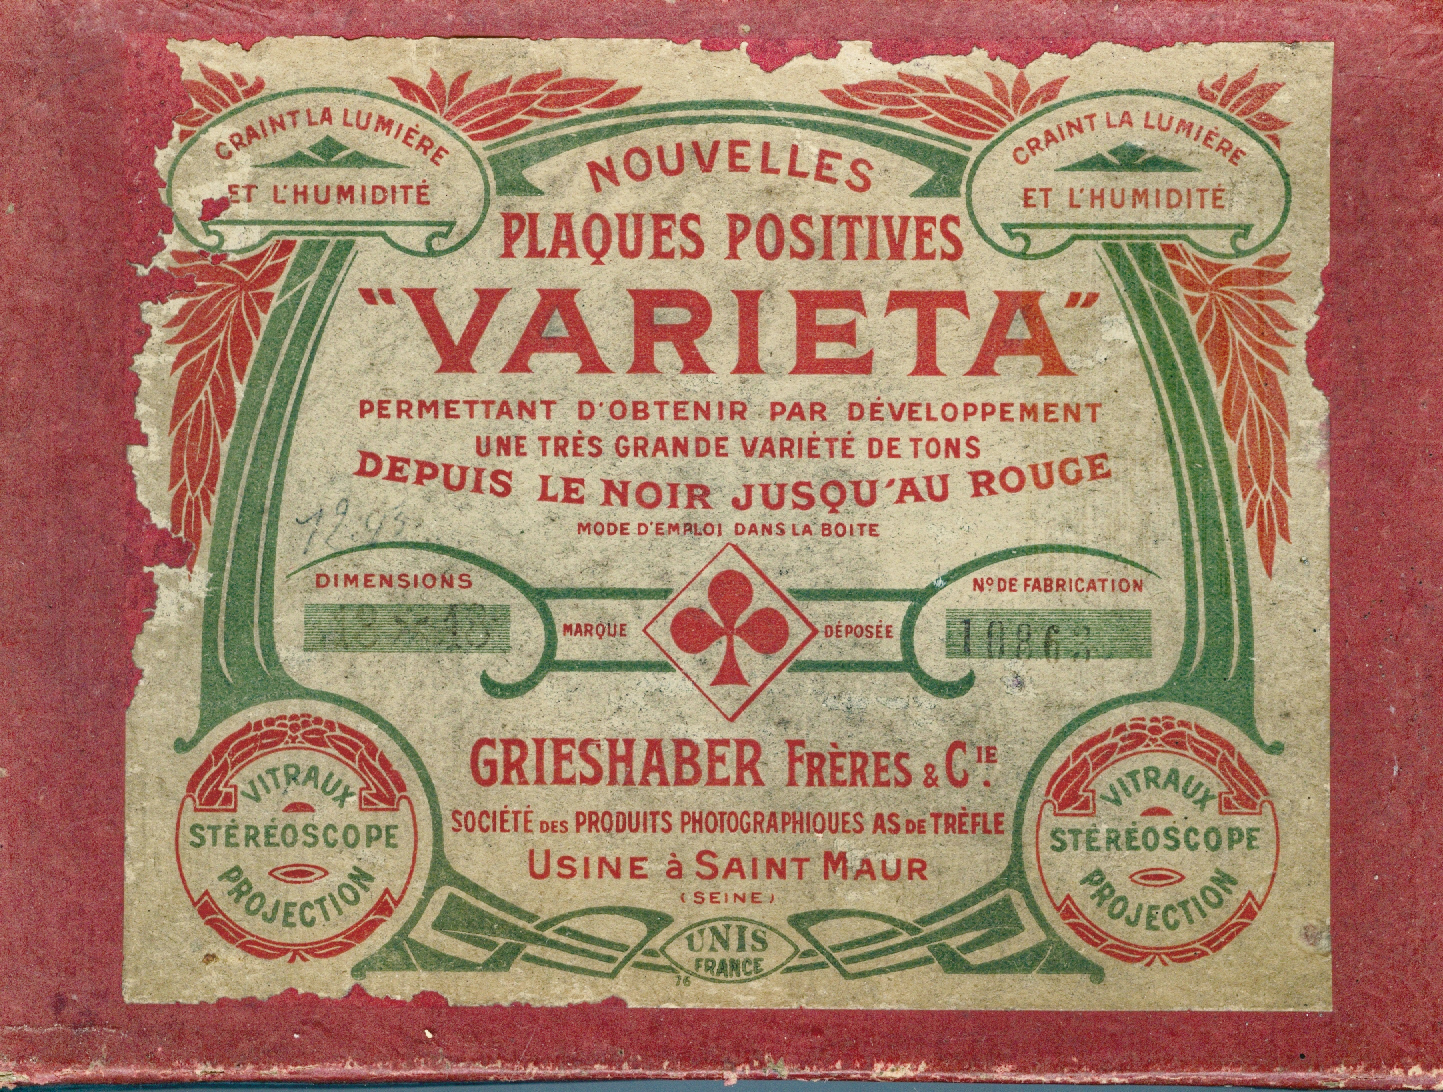 CRAINT LA LUMIÈRE
ET L'HUMIDITÉ
CRAINT LA LUMIÈRE
ET L'HUMIDITÉ
NOUVELLES
PLAQUES POSITIVES
"VARIETA"
PERMETTANT D'OBTENIR PAR DÉVELOPPEMENT
UNE TRÈS GRANDE VARIÉTÉ DE TONS
DEPUIS LE NOIR JUSQU'AU ROUGE
MODE D'EMPLOI DANS LA BOITE
DIMENSIONS
Nº DE FABRICATION
MARQUE
DÉPOSÉE
GRIESHABER FRÈRES & CIE.
SOCIÉTÉ DES PRODUITS PHOTOGRAPHIQUES AS DE TRÈFLE
USINE à SAINT MAUR
(SEINE)
VITRAUX
STÉRÉOSCOPE
PROJECTION
VITRAUX
STÉRÉOSCOPE
PROJECTION
UNIS
FRANCE